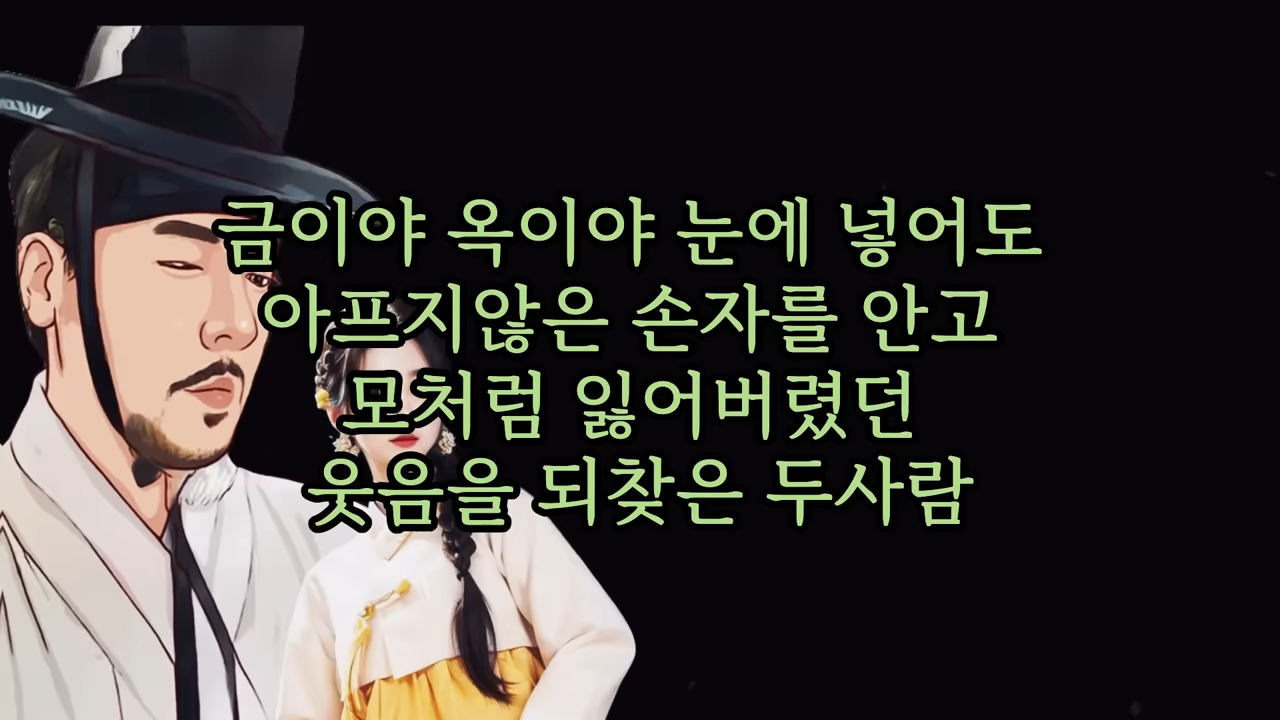 금이야 옥이야 눈에 넣어도
아프지않은 손자를 안고
모처럼 잃어버렸던
웃음을 되찾은 두사람